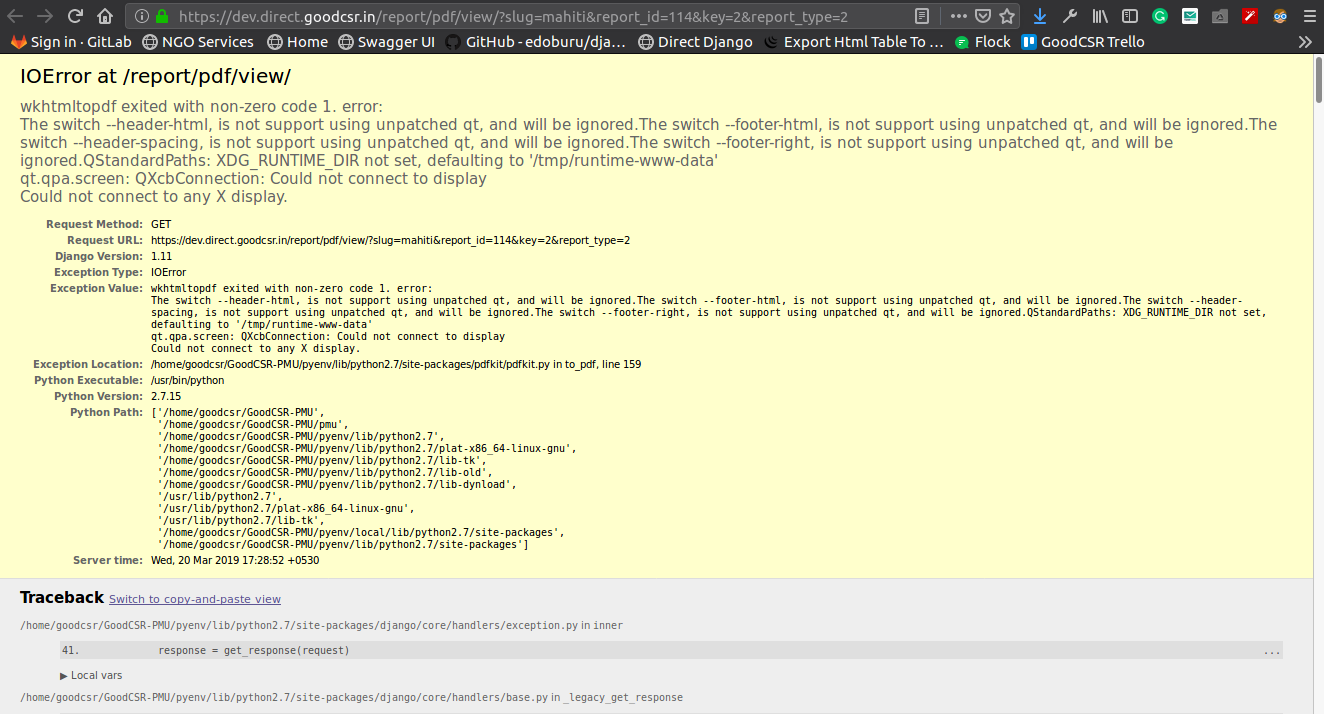 https://dev.direct.goodcsr.in/report/pdf/view/?slug=mahiti&report_id=114&key=2&report_type=2
Sign in · GitLab NGO Services Home Swagger UI GitHub - edoburu/dja... Direct Django Export Html Table To ... Flock GoodCSR Trello
IOError at /report/pdf/view/
wkhtmltopdf exited with non-zero code 1. error:
The switch --header-html, is not support using unpatched qt, and will be ignored.The switch --footer-html, is not support using unpatched qt, and will be ignored.The
switch --header-spacing, is not support using unpatched qt, and will be ignored.The switch --footer-right, is not support using unpatched qt, and will be
ignored.QStandardPaths: XDG_RUNTIME_DIR not set, defaulting to '/tmp/runtime-www-data'
qt.qpa.screen: QXcbConnection: Could not connect to display
Could not connect to any X display.
Request Method: GET
Request URL: https://dev.direct.goodcsr.in/report/pdf/view/?slug=mahiti&report_id=114&key=2&report_type=2
Django Version: 1.11
Exception Type: IOError
Exception Value: wkhtmltopdf exited with non-zero code 1. error:
The switch --header-html, is not support using unpatched qt, and will be ignored.The switch --footer-html, is not support using unpatched qt, and will be ignored.The switch --header-
spacing, is not support using unpatched qt, and will be ignored.The switch --footer-right, is not support using unpatched qt, and will be ignored.QStandardPaths: XDG_RUNTIME_DIR not set,
defaulting to '/tmp/runtime-www-data'
qt.qpa.screen: QXcbConnection: Could not connect to display
Could not connect to any X display.
Exception Location: /home/goodcsr/GoodCSR-PMU/pyenv/lib/python2.7/site-packages/pdfkit/pdfkit.py in to_pdf, line 159
Python Executable: /usr/bin/python
Python Version: 2.7.15
Python Path: ['/home/goodcsr/GoodCSR-PMU',
'/home/goodcsr/GoodCSR-PMU/pmu',
'/home/goodcsr/GoodCSR-PMU/pyenv/lib/python2.7',
'/home/goodcsr/GoodCSR-PMU/pyenv/lib/python2.7/plat-x86_64-linux-gnu',
'/home/goodcsr/GoodCSR-PMU/pyenv/lib/python2.7/lib-tk',
'/home/goodcsr/GoodCSR-PMU/pyenv/lib/python2.7/lib-old',
'/home/goodcsr/GoodCSR-PMU/pyenv/lib/python2.7/lib-dynload',
'/usr/lib/python2.7',
'/usr/lib/python2.7/plat-x86_64-linux-gnu',
'/usr/lib/python2.7/lib-tk',
'/home/goodcsr/GoodCSR-PMU/pyenv/local/lib/python2.7/site-packages',
'/home/goodcsr/GoodCSR-PMU/pyenv/lib/python2.7/site-packages']
Server time: Wed, 20 Mar 2019 17:28:52 +0530
Traceback Switch to copy-and-paste view
/home/goodcsr/GoodCSR-PMU/pyenv/lib/python2.7/site-packages/django/core/handlers/exception.py in inner
41. response = get_response(request) ...
▶ Local vars
/home/goodcsr/GoodCSR-PMU/pyenv/lib/python2.7/site-packages/django/core/handlers/base.py in _legacy_get_response